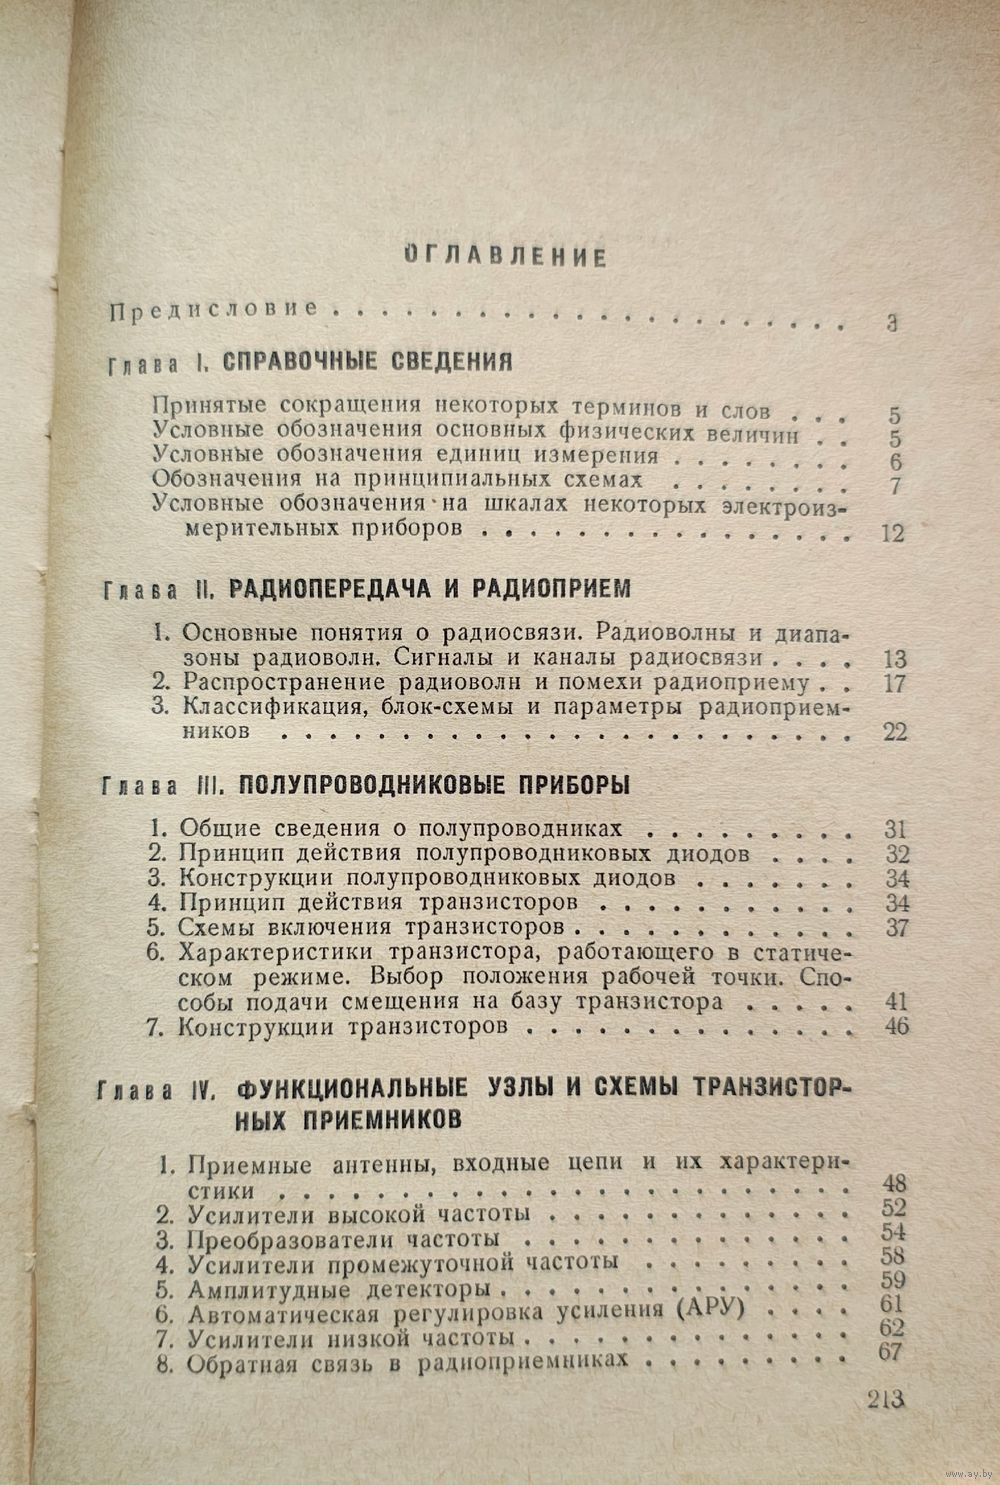 ОГЛАВЛЕНИЕ
Предисловие . . . . . . . . . . . . . . . . . . . . . . 3
Глава I. СПРАВОЧНЫЕ СВЕДЕНИЯ
Принятые сокращения некоторых терминов и слов . . . 5
Условные обозначения основных физических величин . . 5
Условные обозначения единиц измерения . . . . . . . . 6
Обозначения на принципиальных схемах . . . . . . . . 7
Условные обозначения на шкалах некоторых электроиз-
мерительных приборов . . . . . . . . . . . . . . . . 12
Глава II. РАДИОПЕРЕДАЧА И РАДИОПРИЕМ
1. Основные понятия о радиосвязи. Радиоволны и диапа-
зоны радиоволн. Сигналы и каналы радиосвязи . . . . 13
2. Распространение радиоволн и помехи радиоприему . . 17
3. Классификация, блок-схемы и параметры радиоприем-
ников . . . . . . . . . . . . . . . . . . . . . . . . 22
Глава III. ПОЛУПРОВОДНИКОВЫЕ ПРИБОРЫ
1. Общие сведения о полупроводниках . . . . . . . . . 31
2. Принцип действия полупроводниковых диодов . . . . 32
3. Конструкции полупроводниковых диодов . . . . . . . 34
4. Принцип действия транзисторов . . . . . . . . . . . 34
5. Схемы включения транзисторов . . . . . . . . . . . . 37
6. Характеристики транзистора, работающего в статиче-
ском режиме. Выбор положения рабочей точки. Спо-
собы подачи смещения на базу транзистора . . . . . 41
7. Конструкции транзисторов . . . . . . . . . . . . . . 46
Глава IV. ФУНКЦИОНАЛЬНЫЕ УЗЛЫ И СХЕМЫ ТРАНЗИСТОР-
НЫХ ПРИЕМНИКОВ
1. Приемные антенны, входные цепи и их характери-
стики . . . . . . . . . . . . . . . . . . . . . . . . 48
2. Усилители высокой частоты . . . . . . . . . . . . . 52
3. Преобразователи частоты . . . . . . . . . . . . . . 54
4. Усилители промежуточной частоты . . . . . . . . . 58
5. Амплитудные детекторы . . . . . . . . . . . . . . . 59
6. Автоматическая регулировка усиления (АРУ) . . . . 61
7. Усилители низкой частоты . . . . . . . . . . . . . . 62
8. Обратная связь в радиоприемниках . . . . . . . . . 67
213
www.ay.by